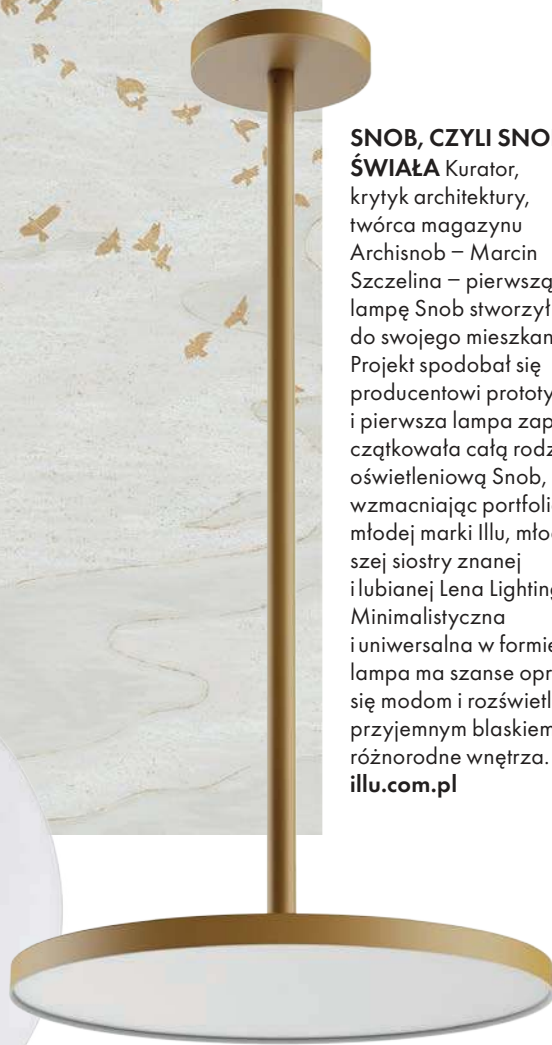 SNOB, CZYLI SNO
ŚWIAŁA Kurator,
krytyk architektury,
twórca magazynu
Archisnob – Marcin
Szczelina – pierwszą
lampę Snob stworzył
do swojego mieszkan
Projekt spodobał się
producentowi prototy
i pierwsza lampa zap
czątkowała całą rodz
oświetleniową Snob,
wzmacniając portfoli
młodej marki Illu, mło
szej siostry znanej
i lubianej Lena Lighting
Minimalistyczna
i uniwersalna w formie
lampa ma szanse opr
się modom i rozświetl
przyjemnym blaskiem
różnorodne wnętrza.
illu.com.pl